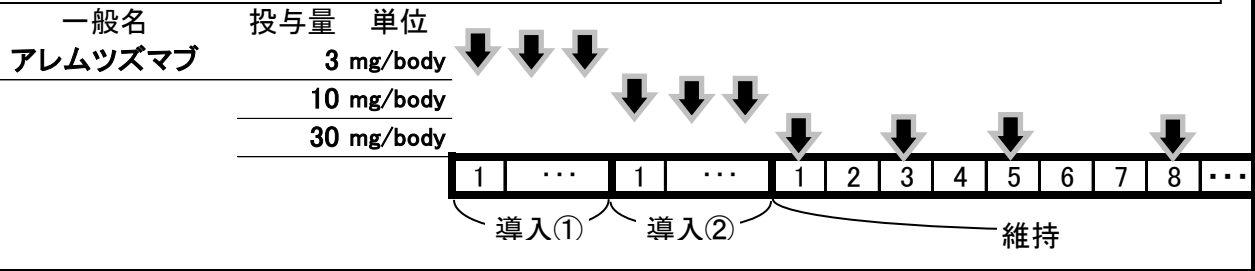 一般名 投与量 単位
アレムツズマブ 3 mg/body
10 mg/body
30 mg/body
1 ・・・ 1 ・・・ 1 2 3 4 5 6 7 8 ・・・
導入① 導入② 維持